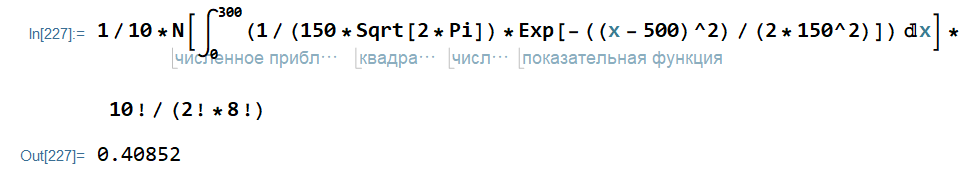 In[227]:= 1/10*N[∫₀³⁰⁰ (1/(150*Sqrt[2*Pi])*Exp[-((x-500)^2)/(2*150^2)]) ⅆx]*
численное прибл⋯ квадра⋯ числ⋯ показательная функция
10!/(2!*8!)
Out[227]= 0.40852